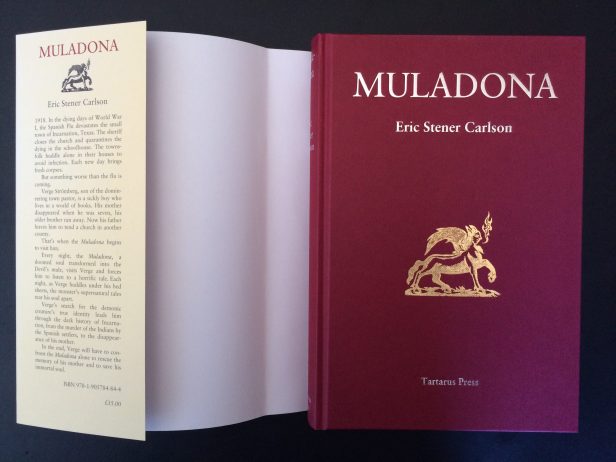 MULADONA
Eric Stener Carlson
1918. In the dying days of World War
I, the Spanish Flu devastates the small
town of Incarnation, Texas. The sheriff
closes the church and quarantines the
dying in the schoolhouse. The towns-
folk huddle alone in their houses to
avoid infection. Each new day brings
fresh corpses.
But something worse than the flu is
coming.
Verge Strömberg, son of the domin-
eering town pastor, is a sickly boy who
lives in a world of books. His mother
disappeared when he was seven, his
older brother ran away. Now his father
leaves him to tend a church in another
county.
That's when the Muladona begins
to visit him.
Every night, the Muladona, a
doomed soul transformed into the
Devil's mule, visits Verge and forces
him to listen to a horrific tale. Each
night, as Verge huddles under his bed
sheets, the monster's supernatural tales
tear his soul apart.
Verge's search for the demonic
creature's true identity leads him
through the dark history of Incarna-
tion, from the murder of the Indians by
the Spanish settlers, to the disappear-
ance of his mother.
In the end, Verge will have to con-
front the Muladona alone to rescue the
memory of his mother and to save his
immortal soul.
ISBN 978-1-905784-84-4
£35.00
MULADONA
Eric Stener Carlson
Tartarus Press